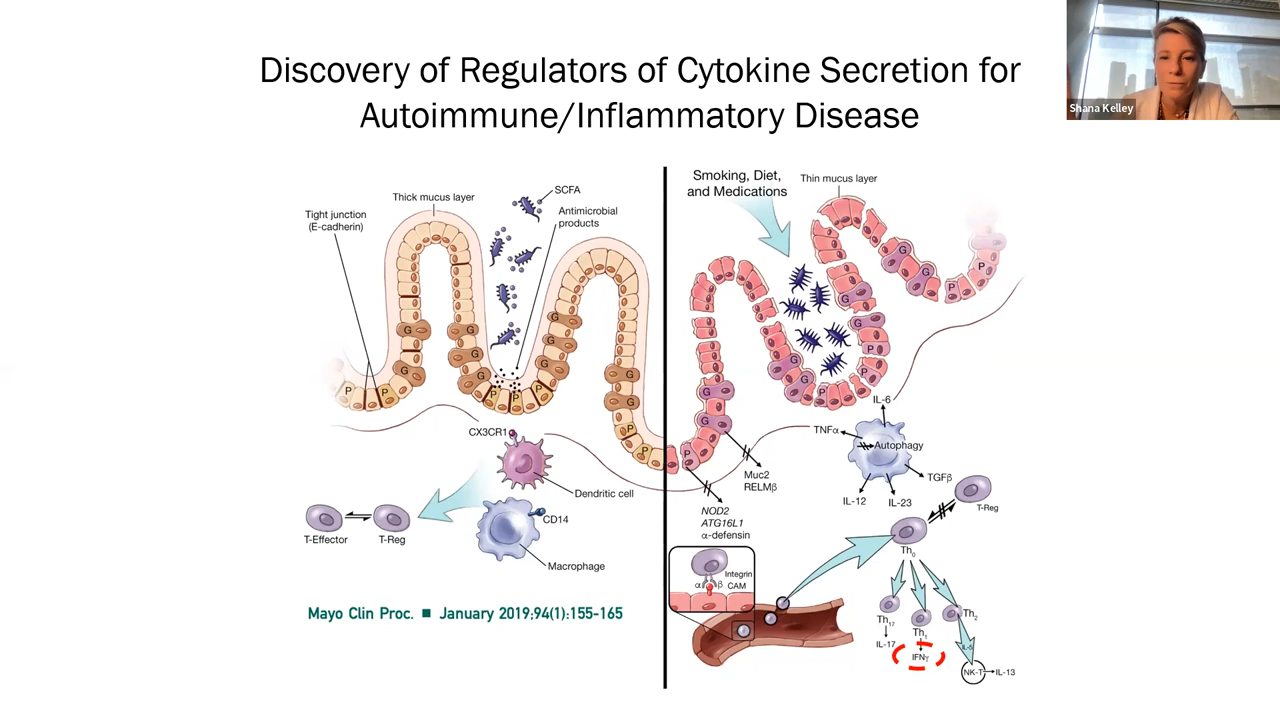 Discovery of Regulators of Cytokine Secretion for
Autoimmune/Inflammatory Disease
Shana Kelley
SCFA
Thick mucus layer
Antimicrobial
products
Tight junction
(E-cadherin)
G
G
G
G
G
G
G
G
G
G
P
P
P
P
P
P
P
CX3CR1
Dendritic cell
CD14
T-Effector
T-Reg
Macrophage
Mayo Clin Proc. ■ January 2019;94(1):155-165
Smoking, Diet,
and Medications
Thin mucus layer
G
G
G
G
G
G
G
G
P
P
P
P
P
P
IL-6
TNFα
Autophagy
TGFβ
IL-12
IL-23
Muc2
RELMβ
NOD2
ATG16L1
α-defensin
T-Reg
Th0
Integrin
α
β
CAM
Th17
Th1
Th2
IL-17
IFNγ
IL-5
NK-T
IL-13